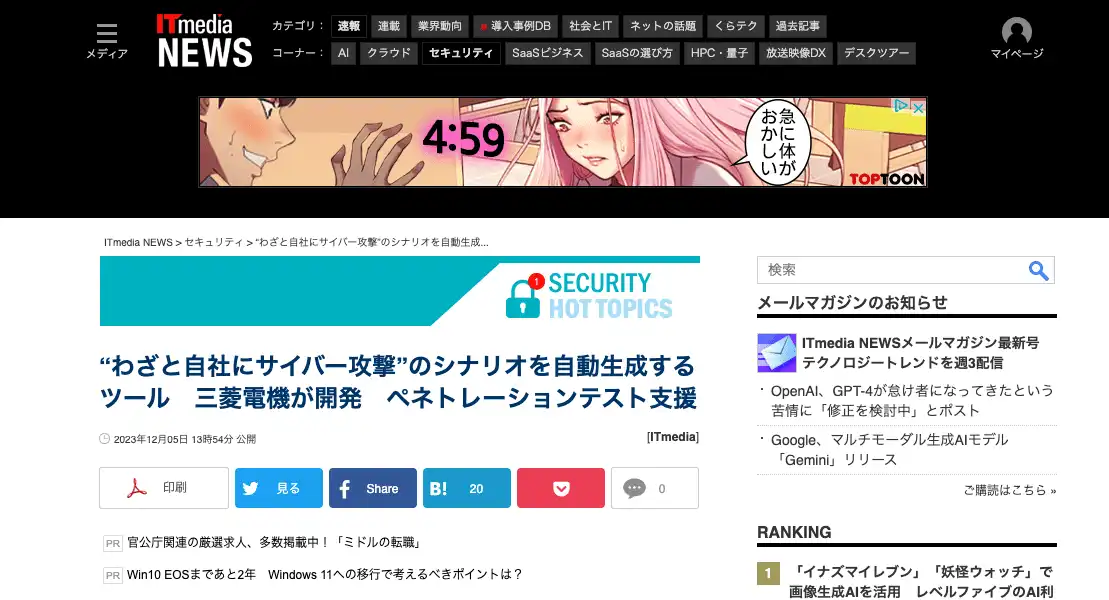 メディア
ITmedia
NEWS
カテゴリ： 速報 連載 業界動向 導入事例DB 社会とIT ネットの話題 くらテク 過去記事
コーナー： AI クラウド セキュリティ SaaSビジネス SaaSの選び方 HPC・量子 放送映像DX デスクツアー
マイページ
4:59
急に体が
おかしい
TOPTOON
ITmedia NEWS > セキュリティ > “わざと自社にサイバー攻撃”のシナリオを自動生成...
1
SECURITY
HOT TOPICS
“わざと自社にサイバー攻撃”のシナリオを自動生成する
ツール　三菱電機が開発　ペネトレーションテスト支援
2023年12月05日 13時54分 公開
[ITmedia]
印刷 見る Share B! 20 0
PR 官公庁関連の厳選求人、多数掲載中！「ミドルの転職」
PR Win10 EOSまであと2年　Windows 11への移行で考えるべきポイントは？
検索
メールマガジンのお知らせ
ITmedia NEWSメールマガジン最新号
テクノロジートレンドを週3配信
・OpenAI、GPT-4が怠け者になってきたという
苦情に「修正を検討中」とポスト
・Google、マルチモーダル生成AIモデル
「Gemini」リリース
ご購読はこちら »
RANKING
1 「イナズマイレブン」「妖怪ウォッチ」で
画像生成AIを活用　レベルファイブのAI利